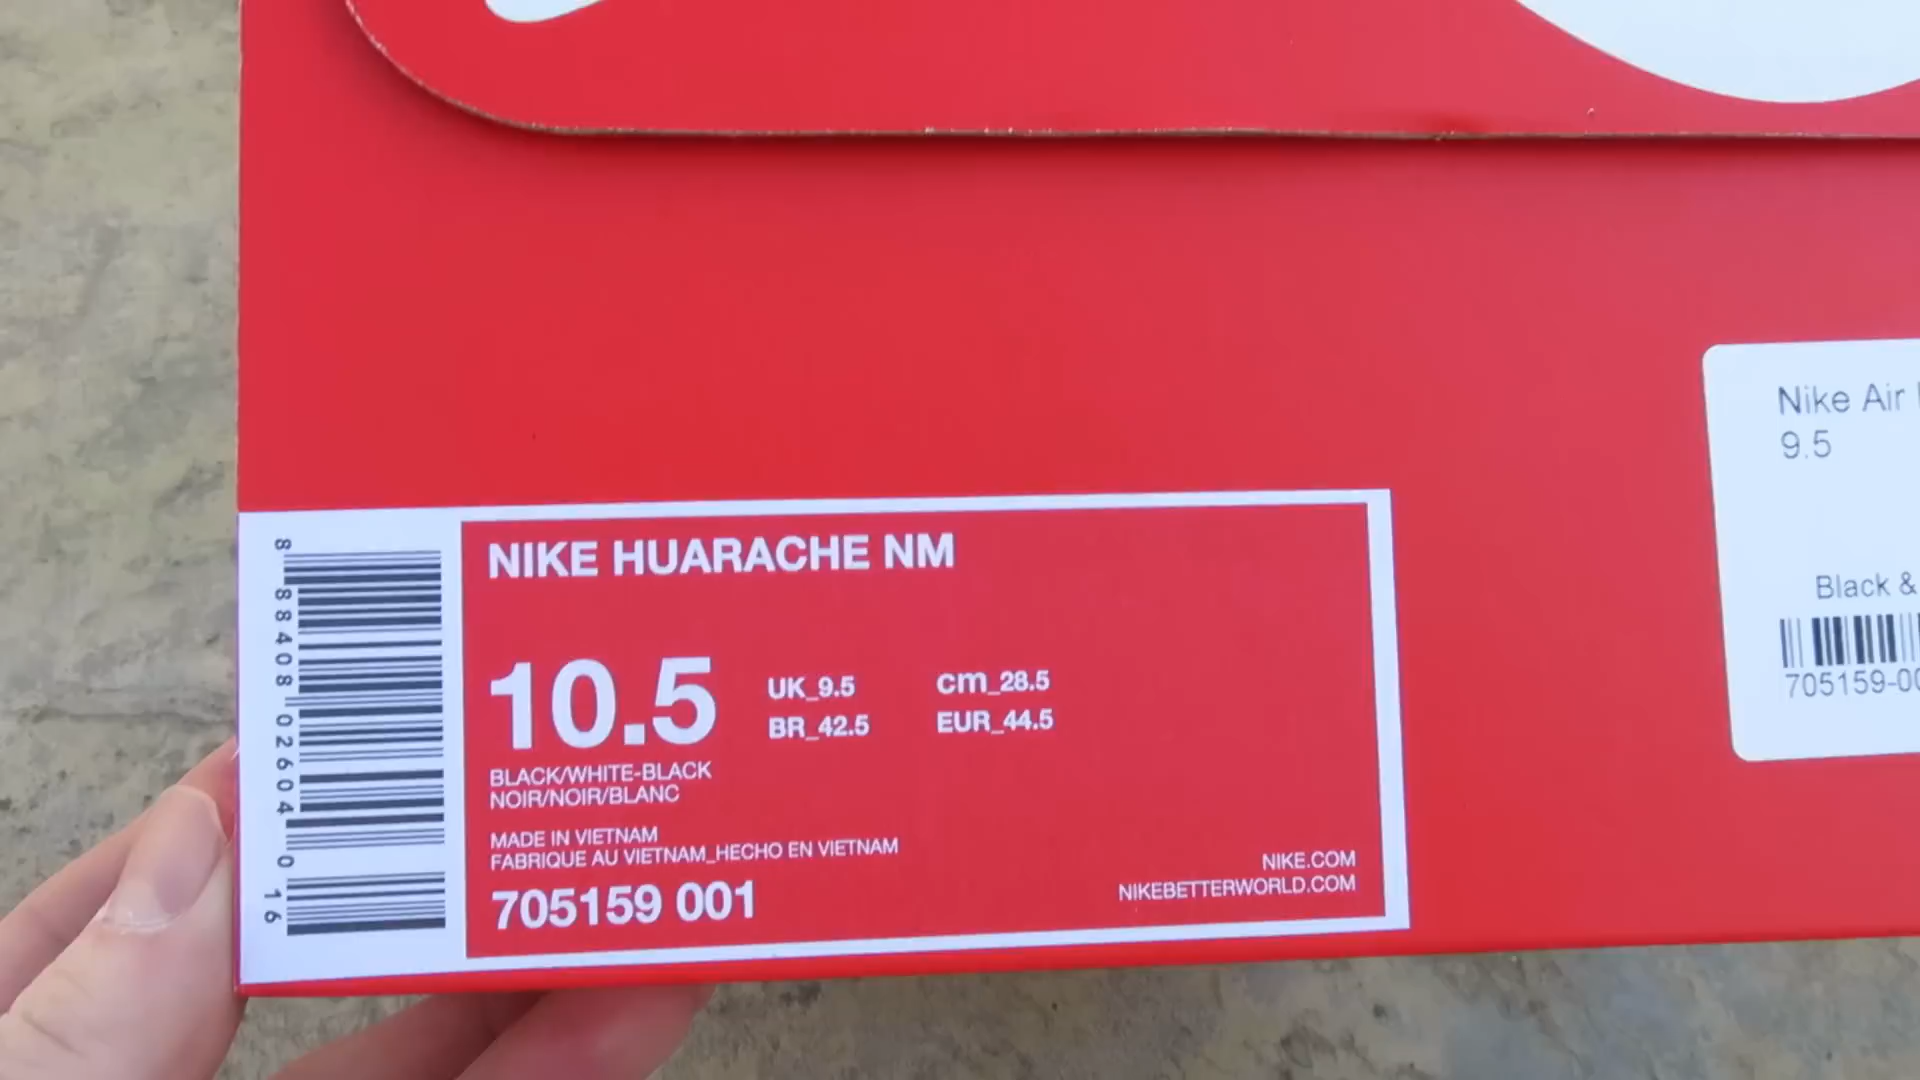 NIKE HUARACHE NM
10.5
UK_9.5
cm_28.5
BR_42.5
EUR_44.5
BLACK/WHITE-BLACK
NOIR/NOIR/BLANC
MADE IN VIETNAM
FABRIQUE AU VIETNAM_HECHO EN VIETNAM
705159 001
NIKE.COM
NIKEBETTERWORLD.COM
8 88408 02604 0 16
Nike Air
9.5
Black &
705159-00